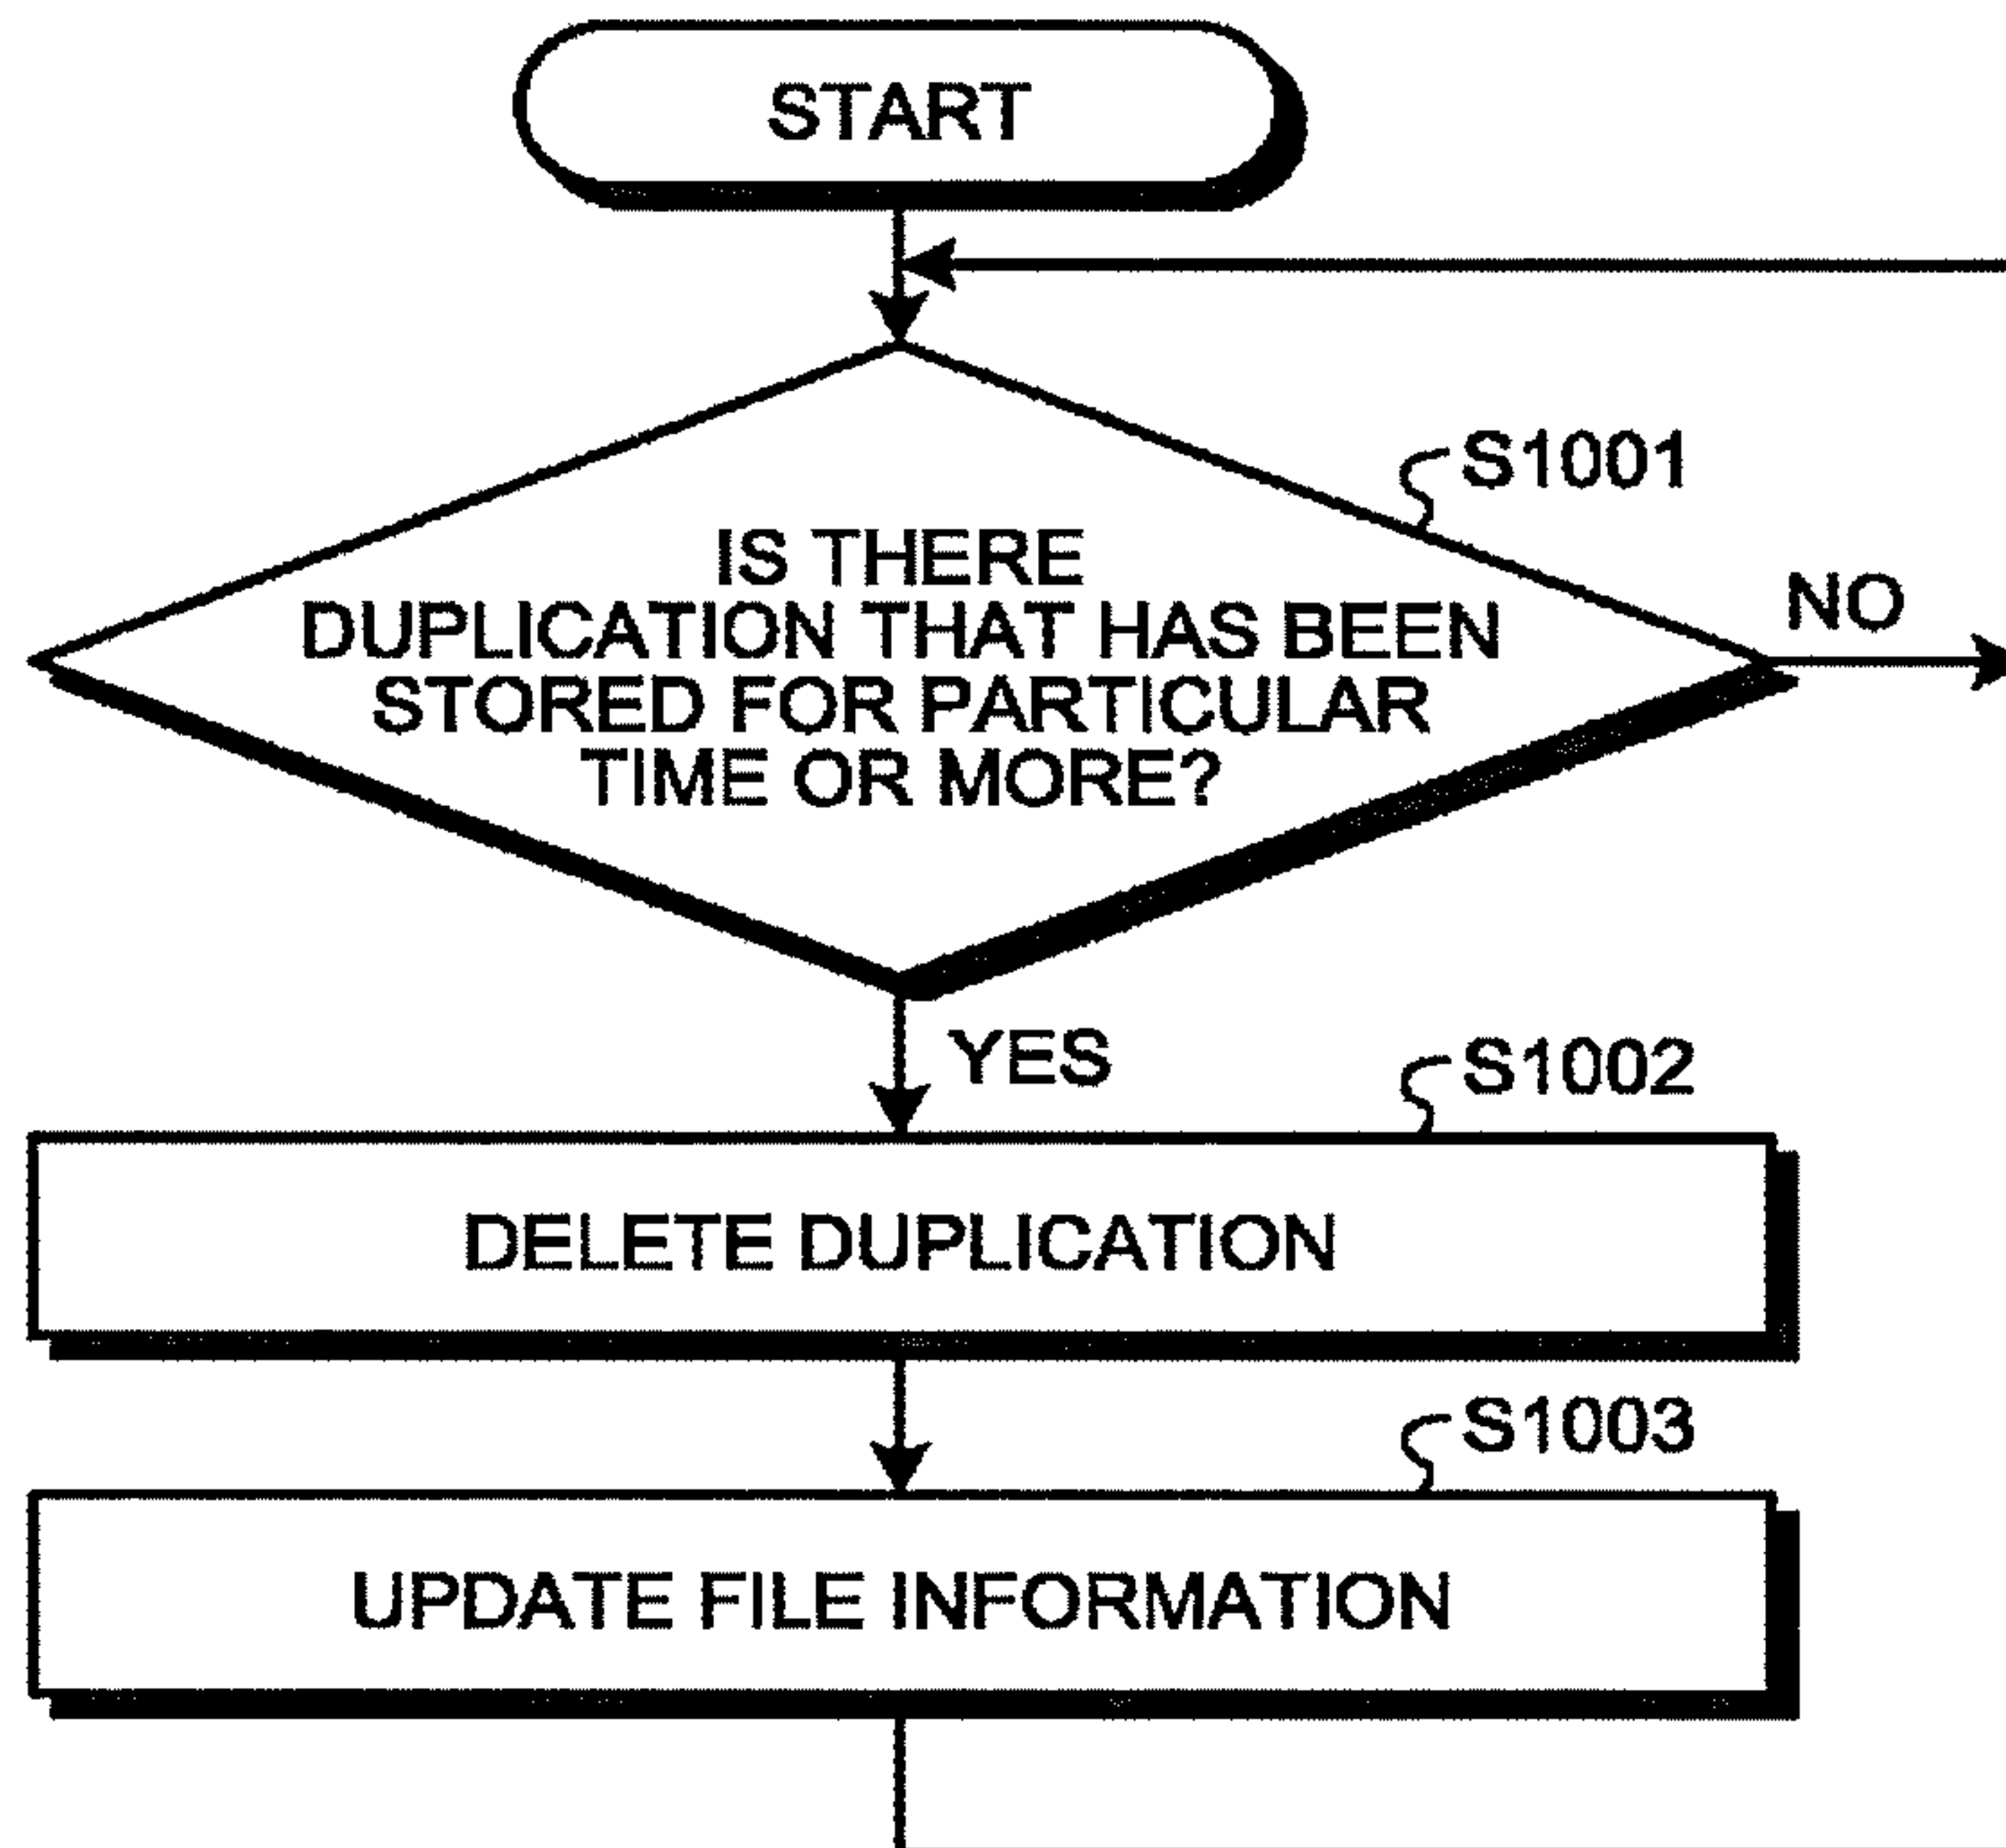 START
S1001
IS THERE
DUPLICATION THAT HAS BEEN
STORED FOR PARTICULAR
TIME OR MORE?
NO
YES
S1002
DELETE DUPLICATION
S1003
UPDATE FILE INFORMATION